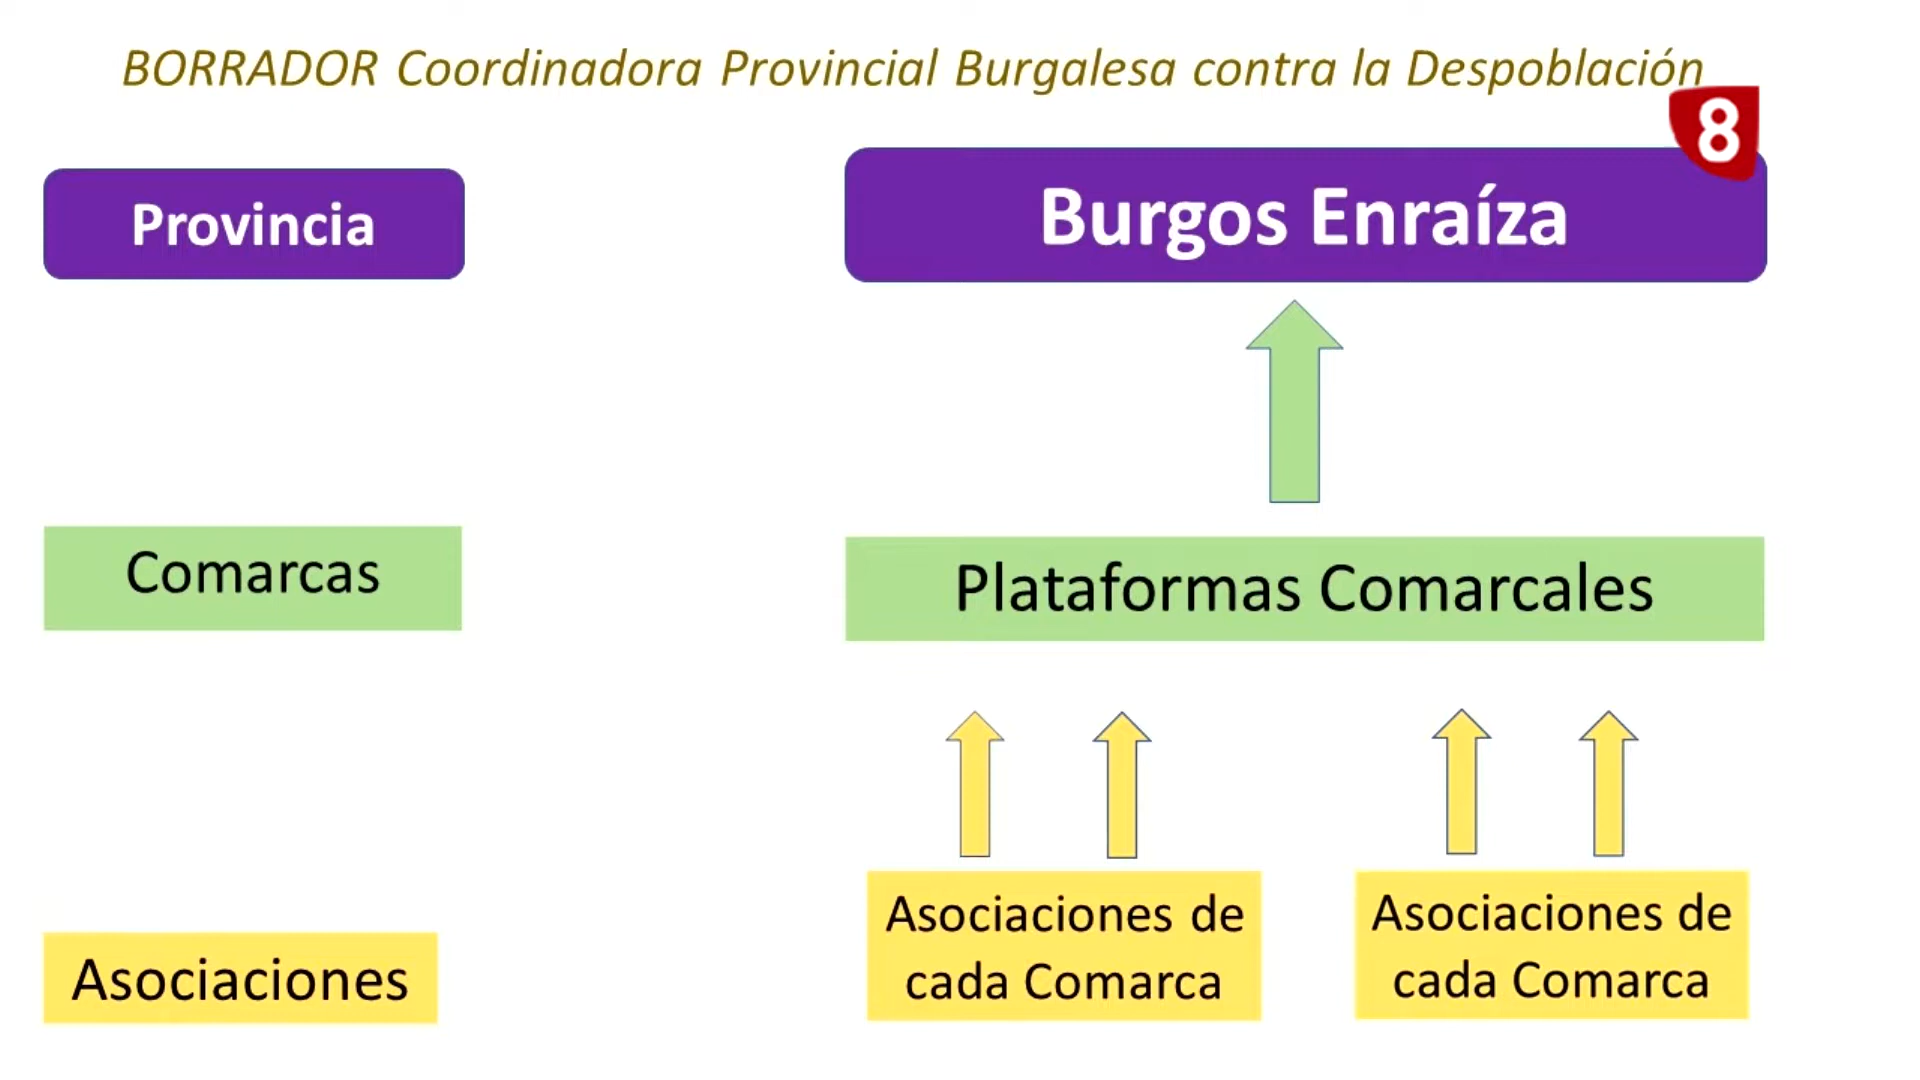 BORRADOR Coordinadora Provincial Burgalesa contra la Despoblación
8
Provincia
Burgos Enraíza
Comarcas
Plataformas Comarcales
Asociaciones
Asociaciones de
cada Comarca
Asociaciones de
cada Comarca